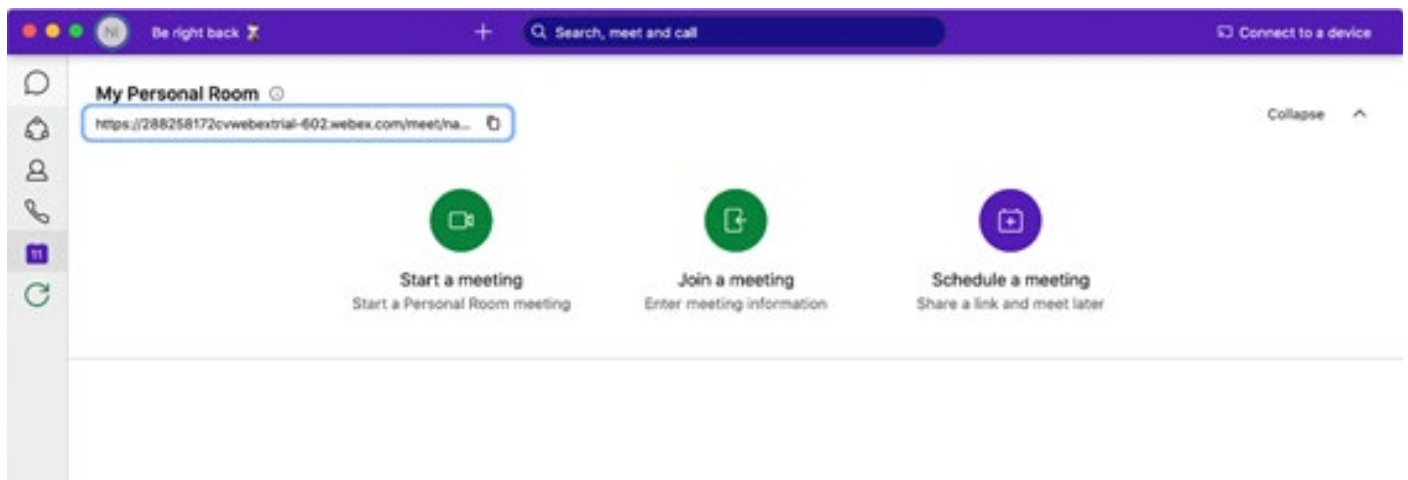 NI
Be right back ⏳
Search, meet and call
Connect to a device
My Personal Room
https://288258172cvwebextrial-602.webex.com/meet/na...
Collapse
11
Start a meeting
Start a Personal Room meeting
Join a meeting
Enter meeting information
Schedule a meeting
Share a link and meet later